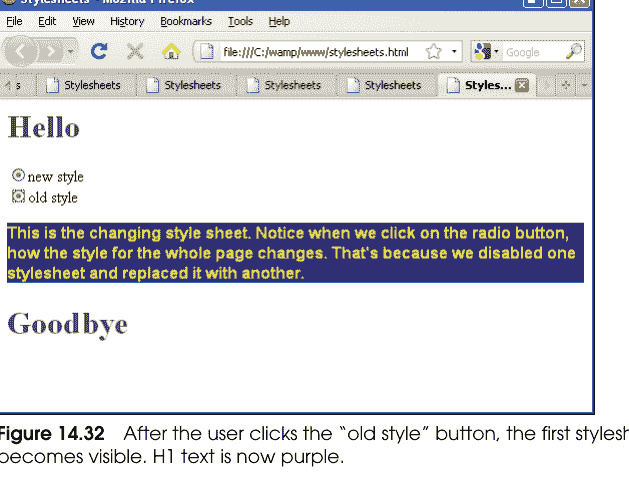 Stylesheets - Mozilla Firefox
File Edit View History Bookmarks Tools Help
file:///C:/wamp/www/stylesheets.html Google
s Stylesheets Stylesheets Stylesheets Stylesheets Styles...
Hello
new style
old style
This is the changing style sheet. Notice when we click on the radio button,
how the style for the whole page changes. That's because we disabled one
stylesheet and replaced it with another.
Goodbye
Figure 14.32 After the user clicks the “old style” button, the first stylesh
becomes visible. H1 text is now purple.